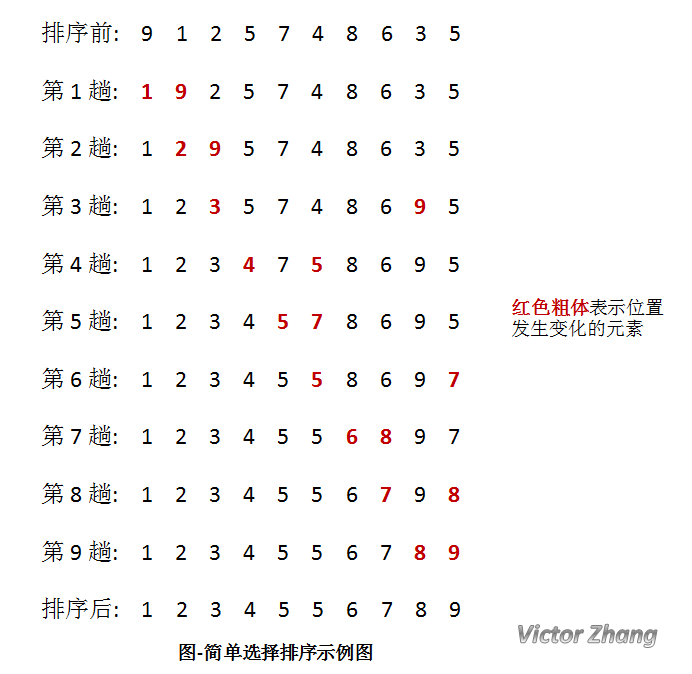 排序前: 9 1 2 5 7 4 8 6 3 5
第 1 趟: 1 9 2 5 7 4 8 6 3 5
第 2 趟: 1 2 9 5 7 4 8 6 3 5
第 3 趟: 1 2 3 5 7 4 8 6 9 5
第 4 趟: 1 2 3 4 7 5 8 6 9 5
第 5 趟: 1 2 3 4 5 7 8 6 9 5
第 6 趟: 1 2 3 4 5 5 8 6 9 7
第 7 趟: 1 2 3 4 5 5 6 8 9 7
第 8 趟: 1 2 3 4 5 5 6 7 9 8
第 9 趟: 1 2 3 4 5 5 6 7 8 9
排序后: 1 2 3 4 5 5 6 7 8 9
红色粗体表示位置
发生变化的元素
图-简单选择排序示例图
Victor Zhang